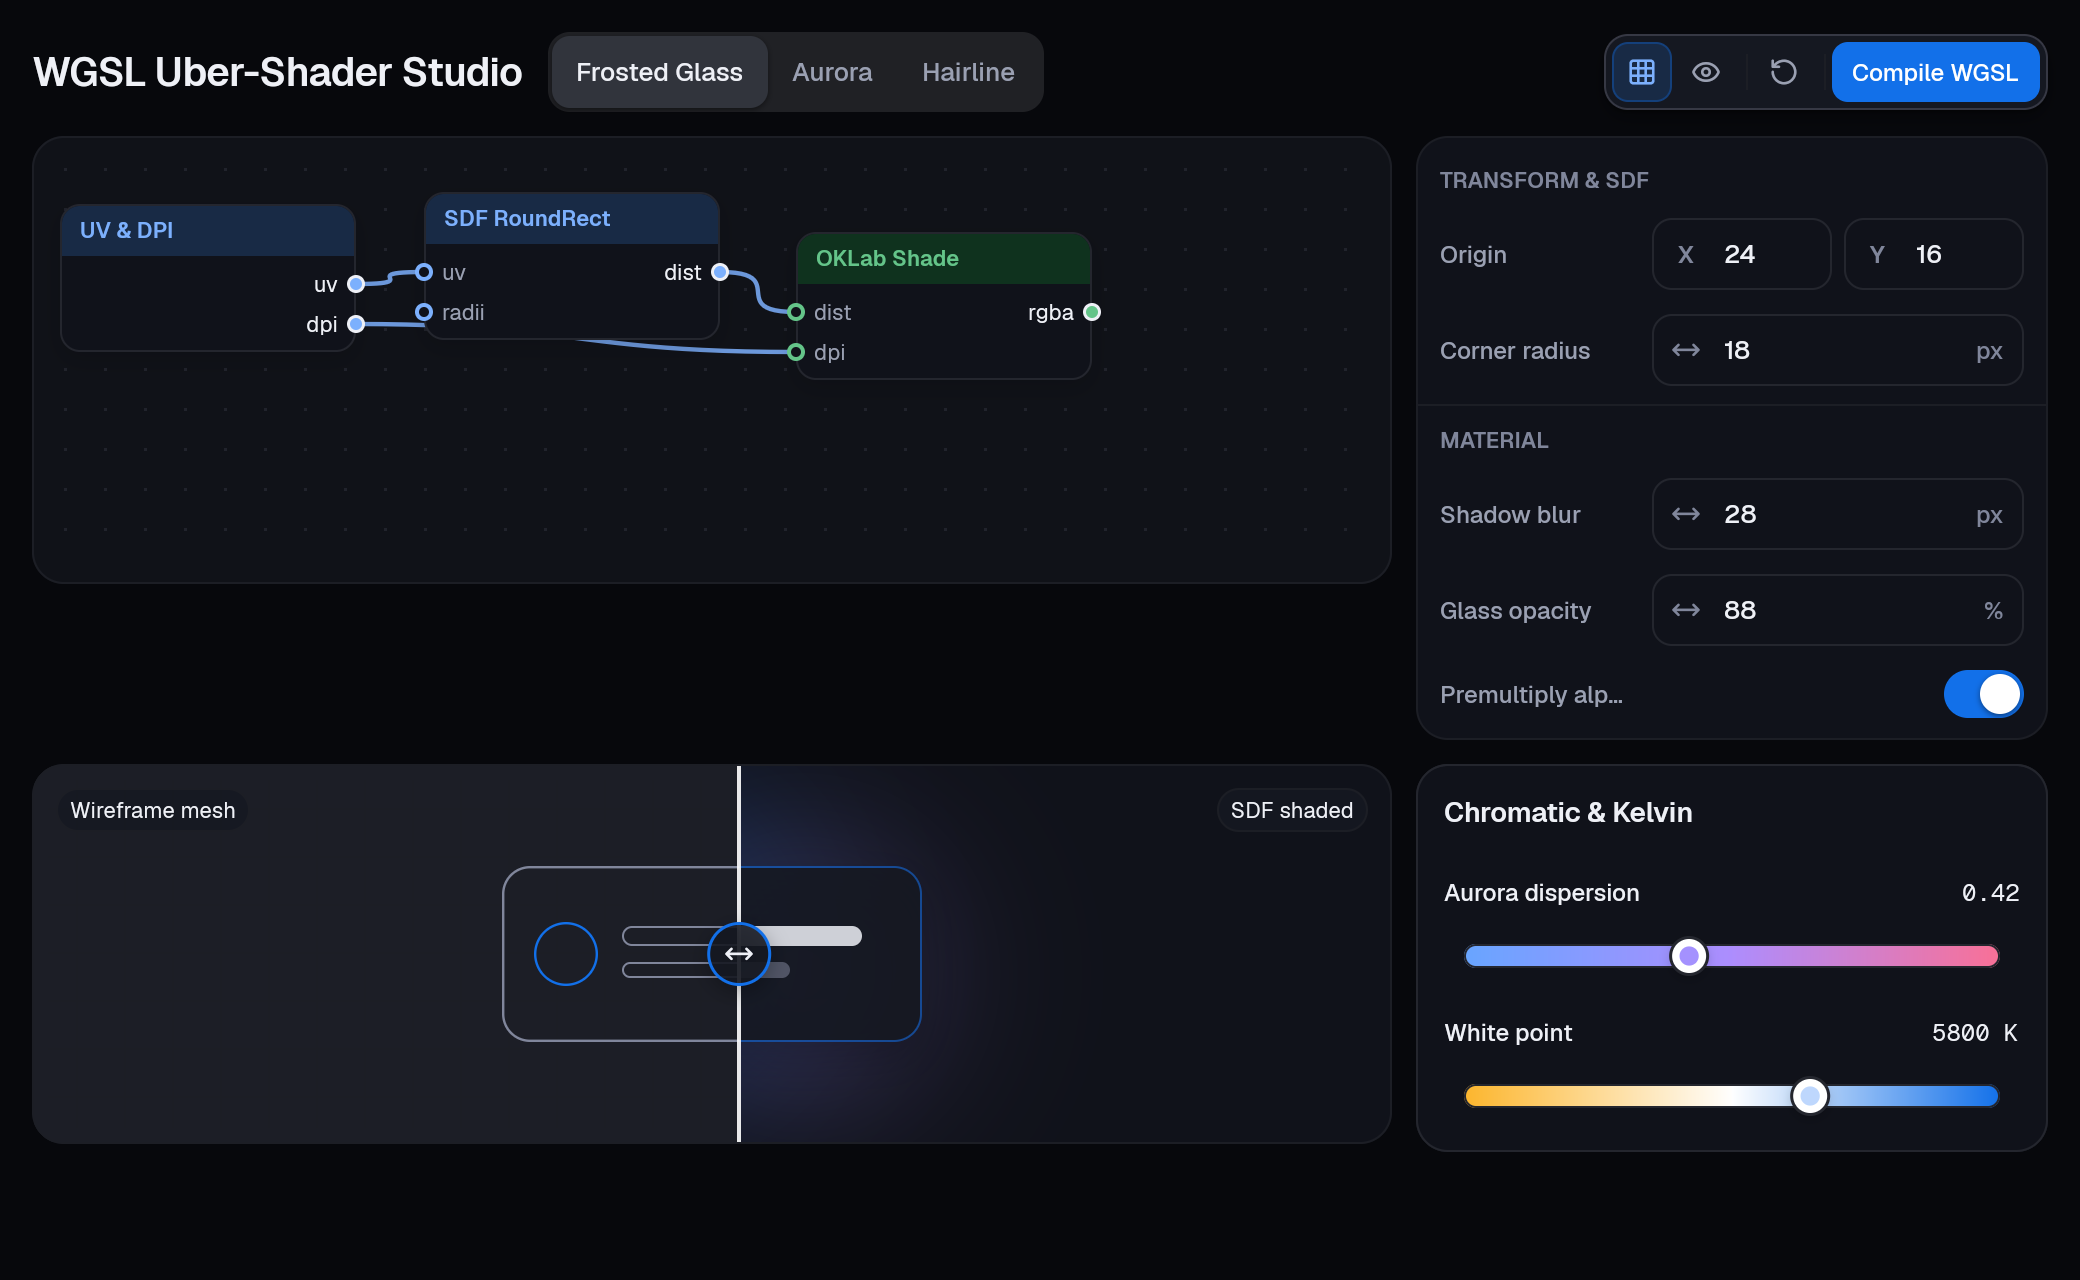 WGSL Uber-Shader Studio
Frosted Glass
Aurora
Hairline
Compile WGSL
UV & DPI
uv
dpi
SDF RoundRect
uv
dist
radii
OKLab Shade
dist
rgba
dpi
TRANSFORM & SDF
Origin
X 24
Y 16
Corner radius
18 px
MATERIAL
Shadow blur
28 px
Glass opacity
88 %
Premultiply alp...
Wireframe mesh
SDF shaded
Chromatic & Kelvin
Aurora dispersion
0.42
White point
5800 K